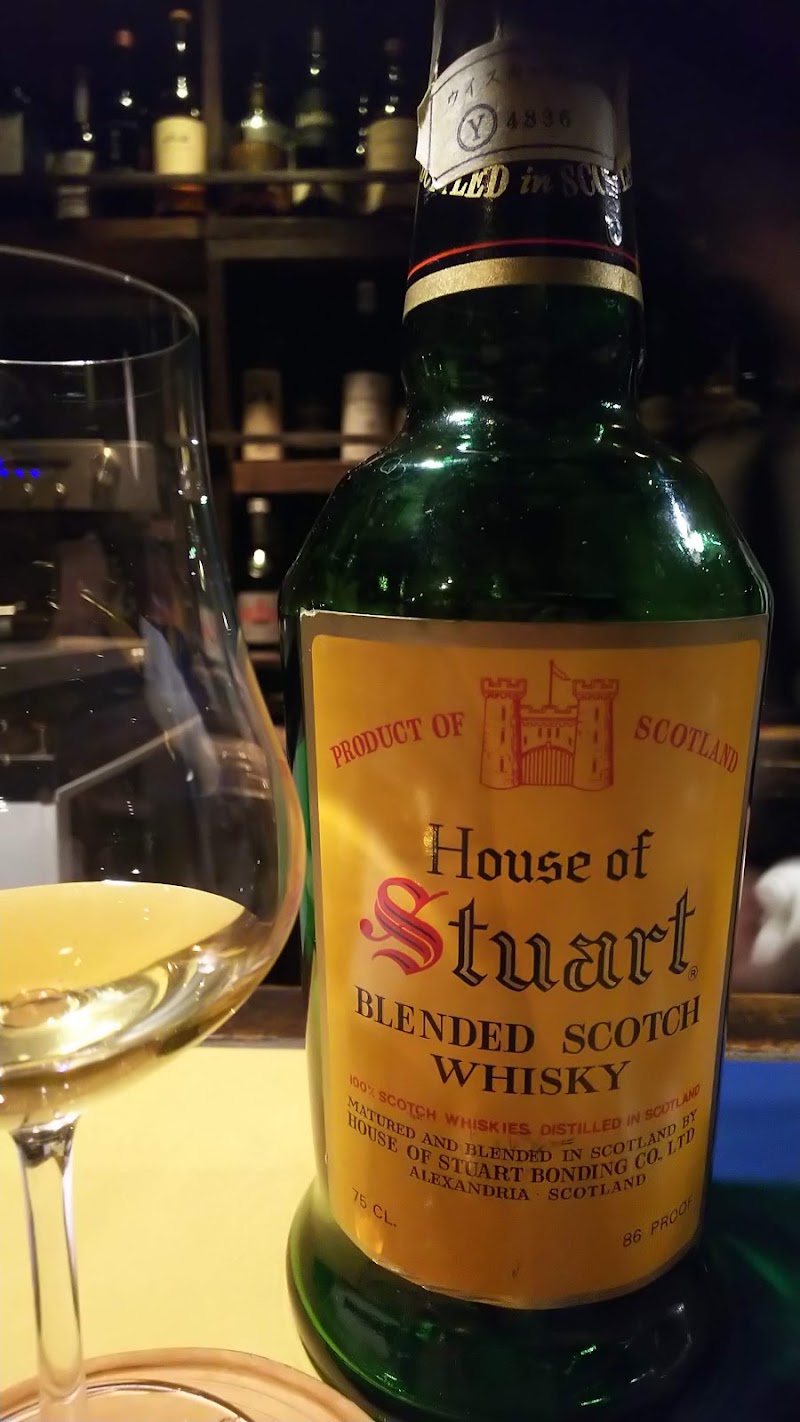 ウイス
Y 4836
BOTTLED in SCOTLAND
PRODUCT OF SCOTLAND
House of
Stuart®
BLENDED SCOTCH
WHISKY
100% SCOTCH WHISKIES DISTILLED IN SCOTLAND
MATURED AND BLENDED IN SCOTLAND BY
HOUSE OF STUART BONDING CO. LTD
ALEXANDRIA · SCOTLAND
75 CL.
86 PROOF